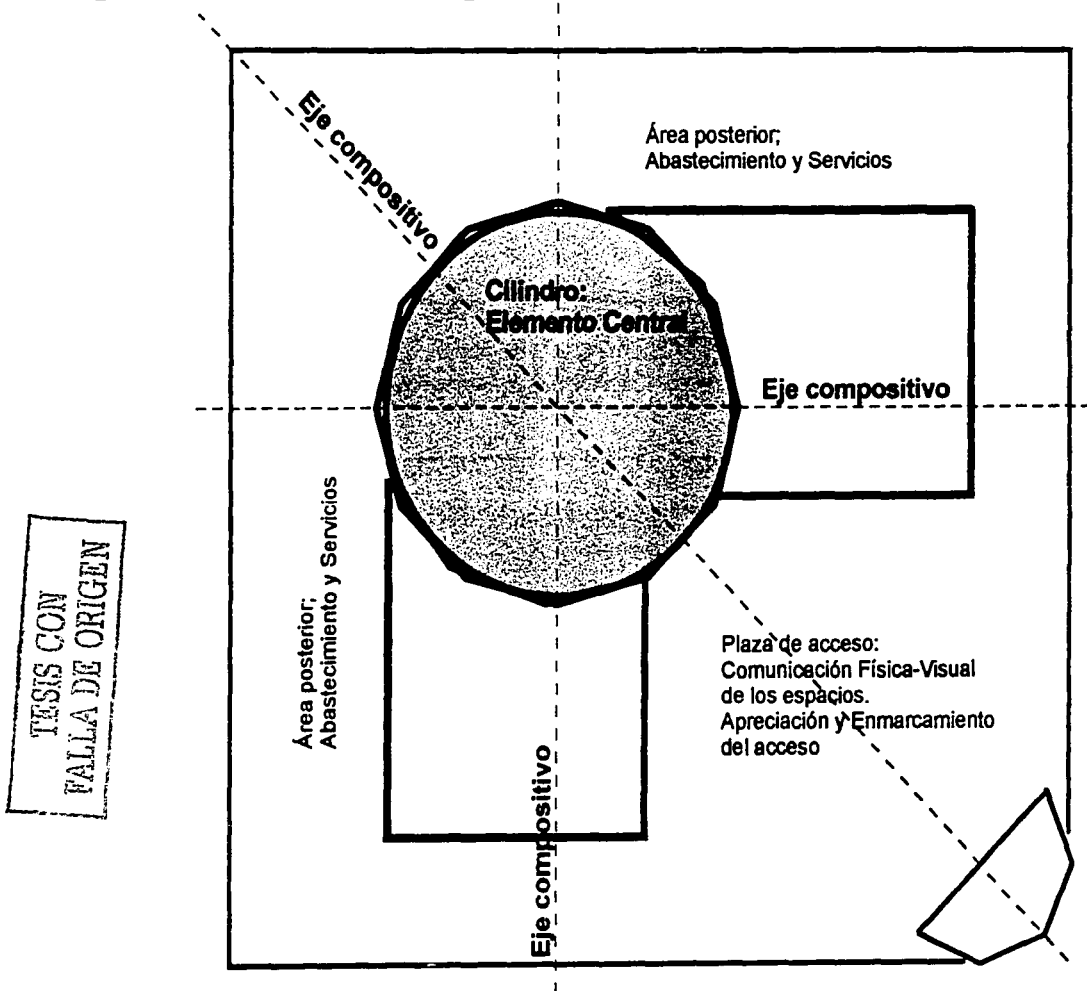 Eje compositivo
Área posterior;
Abastecimiento y Servicios
Cilindro:
Elemento Central
Eje compositivo
Área posterior;
Abastecimiento y Servicios
TESIS CON
FALLA DE ORIGEN
Plaza de acceso:
Comunicación Física-Visual
de los espacios.
Apreciación y Enmarcamiento
del acceso
Eje compositivo